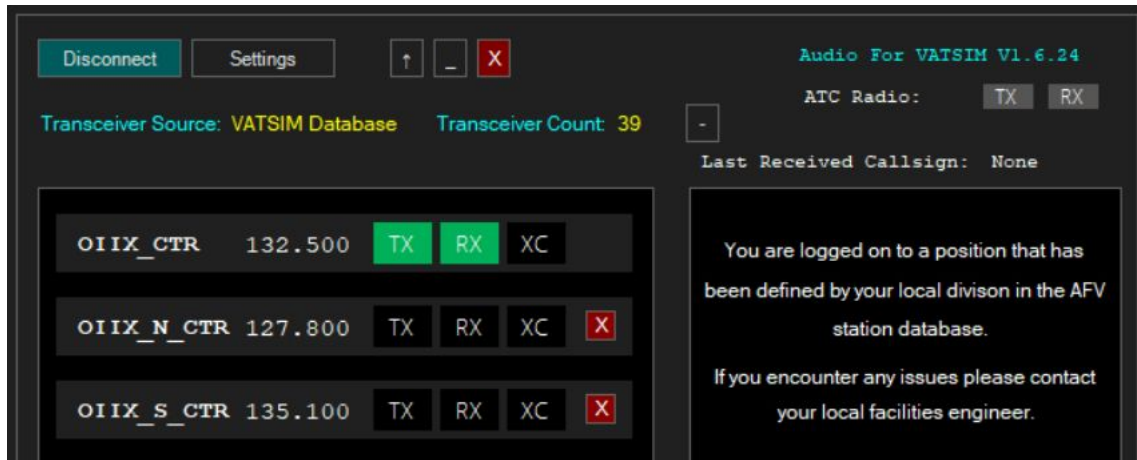 Disconnect Settings ↑ _ X
Audio For VATSIM V1.6.24
ATC Radio: TX RX
Transceiver Source: VATSIM Database Transceiver Count: 39 -
Last Received Callsign: None
OIIX_CTR 132.500 TX RX XC
OIIX_N_CTR 127.800 TX RX XC X
OIIX_S_CTR 135.100 TX RX XC X
You are logged on to a position that has
been defined by your local divison in the AFV
station database.
If you encounter any issues please contact
your local facilities engineer.